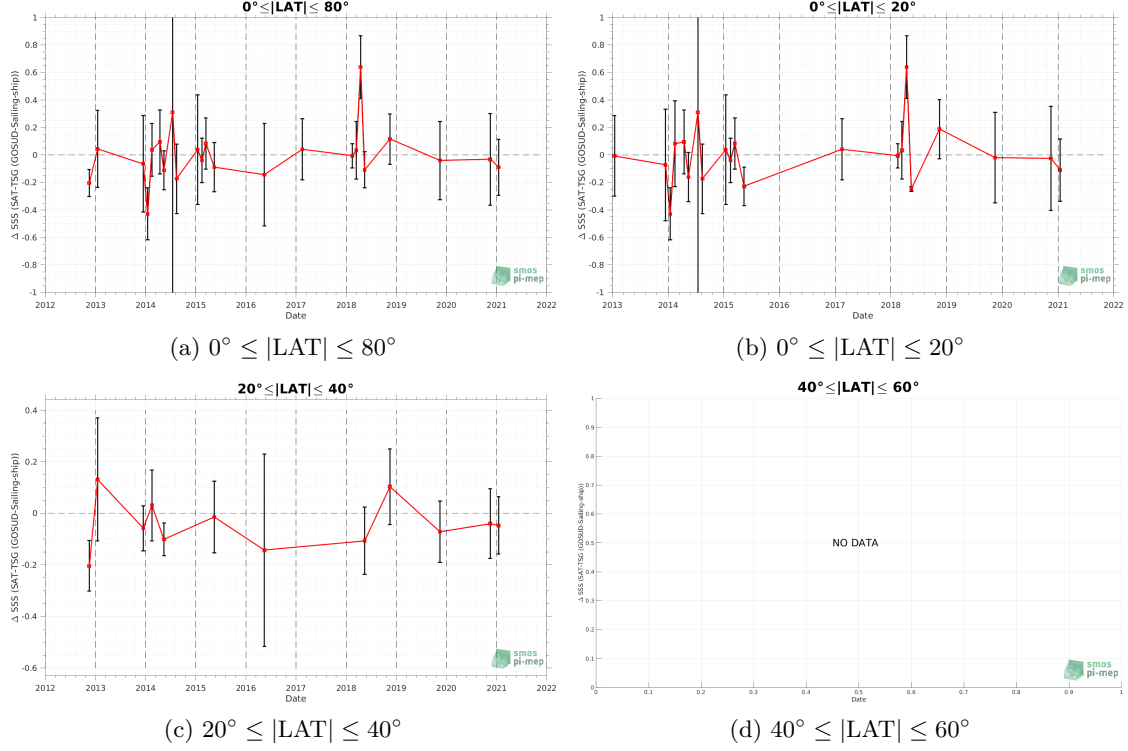 0°≤|LAT|≤ 80°
Δ SSS (SAT-TSG (GOSUD-Sailing-ship))
1
0.8
0.6
0.4
0.2
0
-0.2
-0.4
-0.6
-0.8
-1
2012 2013 2014 2015 2016 2017 2018 2019 2020 2021 2022
Date
smos
pi-mep
(a) 0° ≤ |LAT| ≤ 80°
0°≤|LAT|≤ 20°
Δ SSS (SAT-TSG (GOSUD-Sailing-ship))
1
0.8
0.6
0.4
0.2
0
-0.2
-0.4
-0.6
-0.8
-1
2013 2014 2015 2016 2017 2018 2019 2020 2021 2022
Date
smos
pi-mep
(b) 0° ≤ |LAT| ≤ 20°
20°≤|LAT|≤ 40°
Δ SSS (SAT-TSG (GOSUD-Sailing-ship))
0.4
0.2
0
-0.2
-0.4
-0.6
2012 2013 2014 2015 2016 2017 2018 2019 2020 2021 2022
Date
smos
pi-mep
(c) 20° ≤ |LAT| ≤ 40°
40°≤|LAT|≤ 60°
Δ SSS (SAT-TSG (GOSUD-Sailing-ship))
1
0.9
0.8
0.7
0.6
0.5
0.4
0.3
0.2
0.1
0
NO DATA
0 0.1 0.2 0.3 0.4 0.5 0.6 0.7 0.8 0.9 1
Date
smos
pi-mep
(d) 40° ≤ |LAT| ≤ 60°